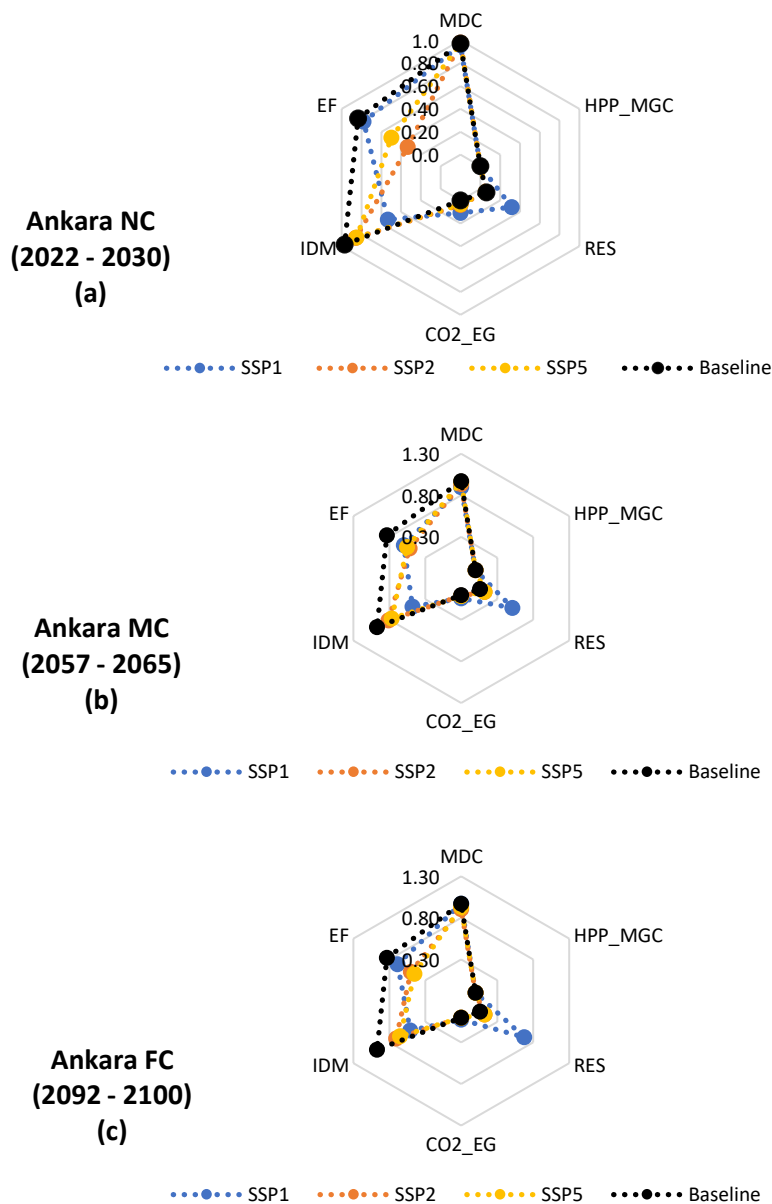 MDC
1.0
0.80
0.60
0.40
0.20
0.0
EF
HPP_MGC
IDM
RES
CO2_EG
Ankara NC
(2022 - 2030)
(a)
SSP1 SSP2 SSP5 Baseline
MDC
1.30
0.80
0.30
EF
HPP_MGC
IDM
RES
CO2_EG
Ankara MC
(2057 - 2065)
(b)
SSP1 SSP2 SSP5 Baseline
MDC
1.30
0.80
0.30
EF
HPP_MGC
IDM
RES
CO2_EG
Ankara FC
(2092 - 2100)
(c)
SSP1 SSP2 SSP5 Baseline